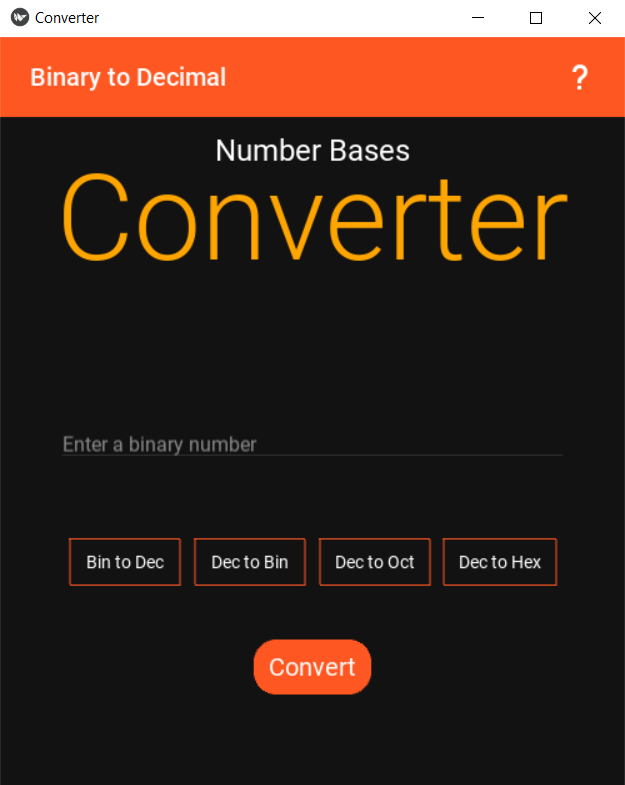 Converter
Binary to Decimal ?
Number Bases
Converter
Enter a binary number
Bin to Dec Dec to Bin Dec to Oct Dec to Hex
Convert